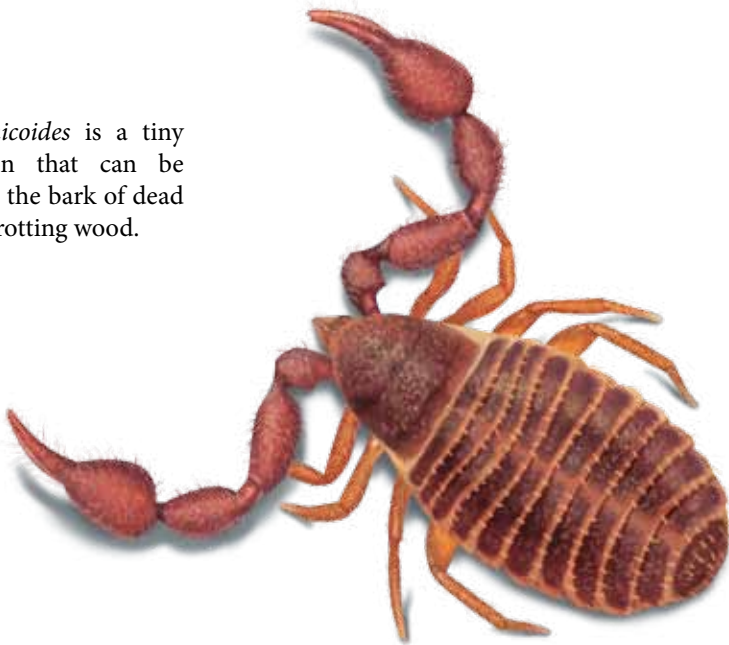 icoides is a tiny
n that can be
the bark of dead
rotting wood.